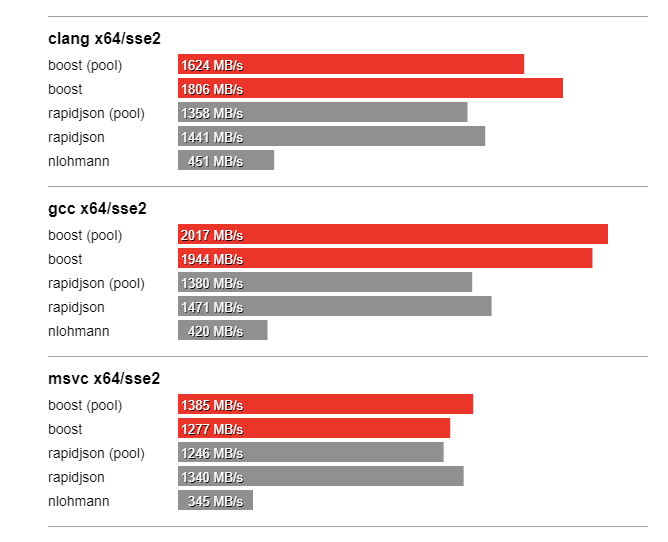 clang x64/sse2
boost (pool) 1624 MB/s
boost 1806 MB/s
rapidjson (pool) 1358 MB/s
rapidjson 1441 MB/s
nlohmann 451 MB/s
gcc x64/sse2
boost (pool) 2017 MB/s
boost 1944 MB/s
rapidjson (pool) 1380 MB/s
rapidjson 1471 MB/s
nlohmann 420 MB/s
msvc x64/sse2
boost (pool) 1385 MB/s
boost 1277 MB/s
rapidjson (pool) 1246 MB/s
rapidjson 1340 MB/s
nlohmann 345 MB/s